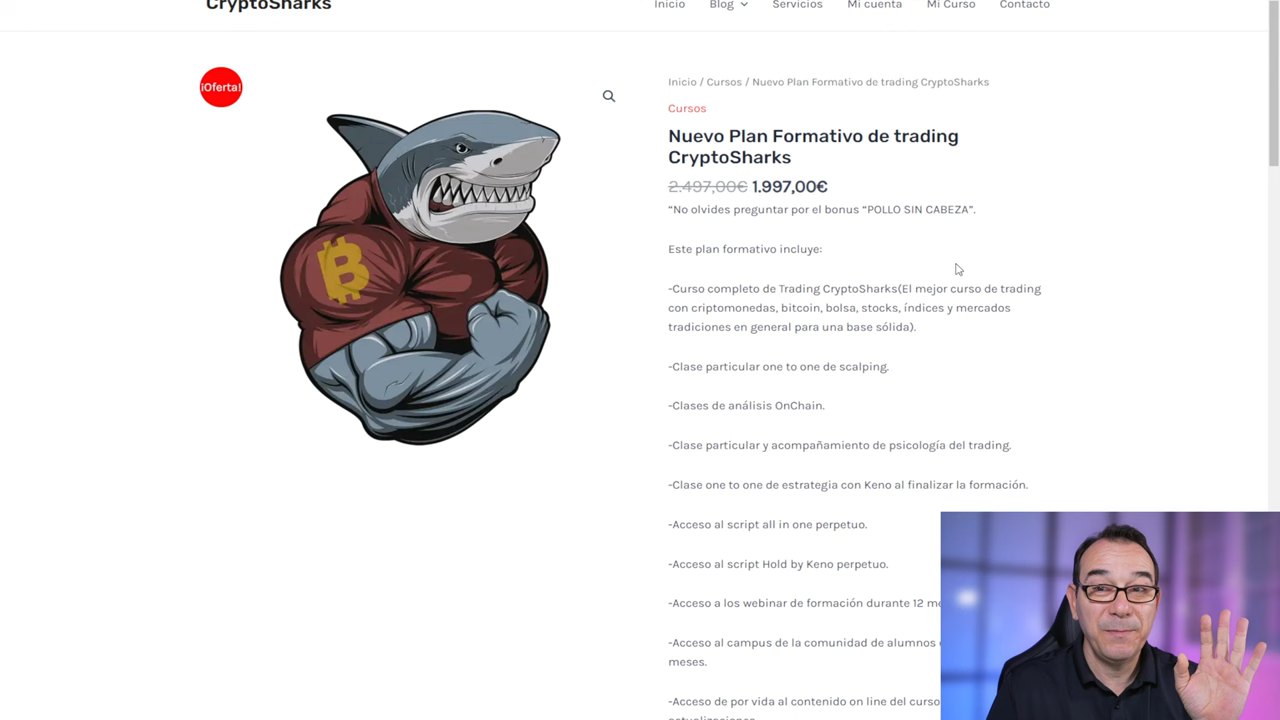 CryptoSharks
Inicio Blog Servicios Mi cuenta Mi Curso Contacto
¡Oferta!
Inicio / Cursos / Nuevo Plan Formativo de trading CryptoSharks
Cursos
Nuevo Plan Formativo de trading
CryptoSharks
2.497,00€ 1.997,00€
“No olvides preguntar por el bonus “POLLO SIN CABEZA”.
Este plan formativo incluye:
-Curso completo de Trading CryptoSharks(El mejor curso de trading
con criptomonedas, bitcoin, bolsa, stocks, índices y mercados
tradiciones en general para una base sólida).
-Clase particular one to one de scalping.
-Clases de análisis OnChain.
-Clase particular y acompañamiento de psicología del trading.
-Clase one to one de estrategia con Keno al finalizar la formación.
-Acceso al script all in one perpetuo.
-Acceso al script Hold by Keno perpetuo.
-Acceso a los webinar de formación durante 12
-Acceso al campus de la comunidad de alumnos
meses.
-Acceso de por vida al contenido on line del curso